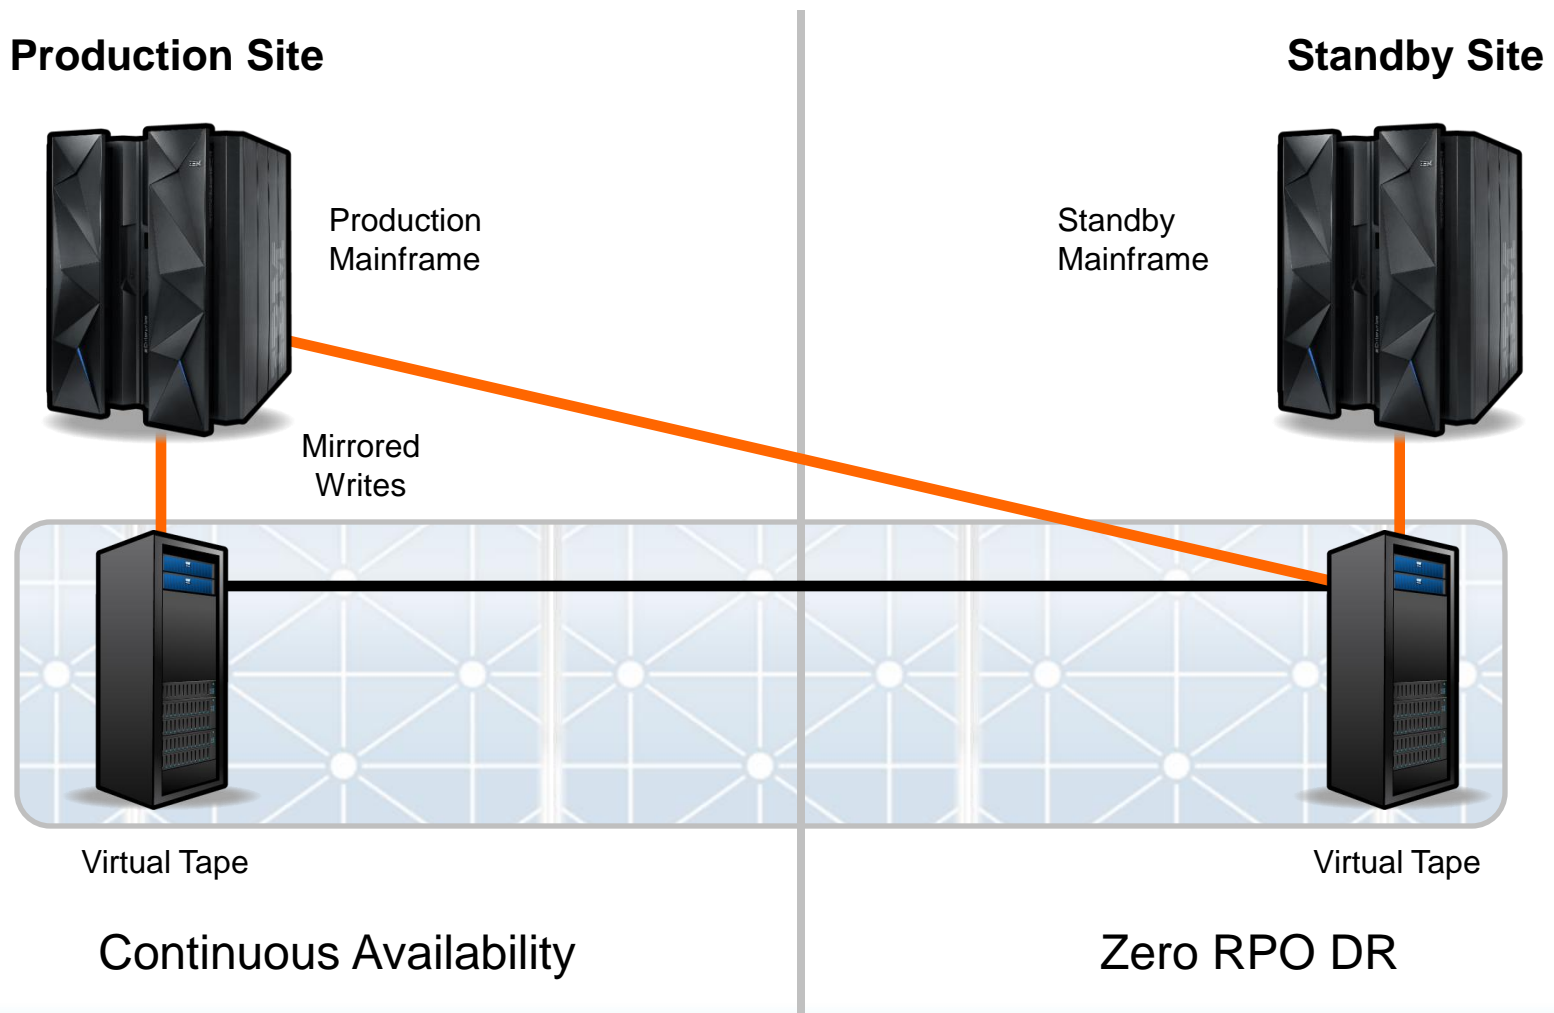 Production Site
Standby Site
Production
Mainframe
Standby
Mainframe
Mirrored
Writes
Virtual Tape
Virtual Tape
Continuous Availability
Zero RPO DR